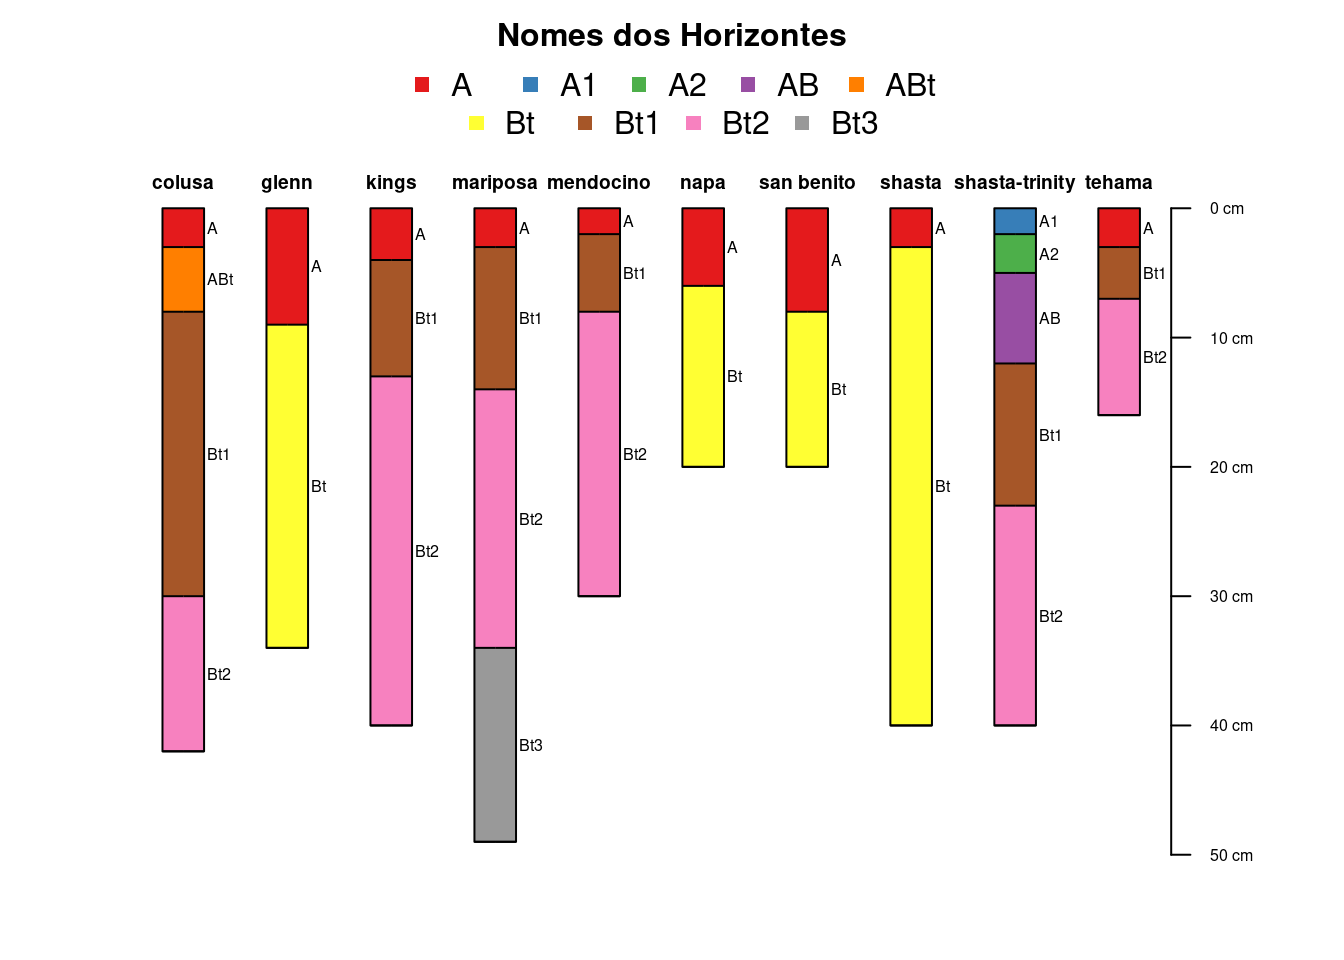 Nomes dos Horizontes
A A1 A2 AB ABt
Bt Bt1 Bt2 Bt3
colusa glenn kings mariposa mendocino napa san benito shasta shasta-trinity tehama
0 cm
A1
A
A A A A
A
A
A2
A
A
Bt1
Bt1
ABt
Bt1 Bt1
AB
10 cm
Bt2
Bt
Bt
Bt1
Bt1
Bt2
20 cm
Bt
Bt
Bt2
Bt2
30 cm
Bt2
Bt2
40 cm
Bt3
50 cm